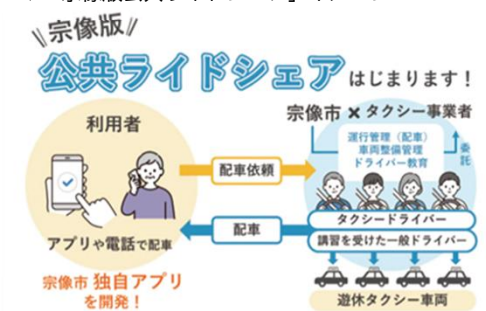 \\宗像版//
公共ライドシェア はじまります！
利用者
アプリや電話で配車
宗像市 独自アプリ
を開発！
配車依頼
配車
宗像市 × タクシー事業者
運行管理（配車）
車両整備管理
ドライバー教育
委託
タクシードライバー
講習を受けた一般ドライバー
遊休タクシー車両